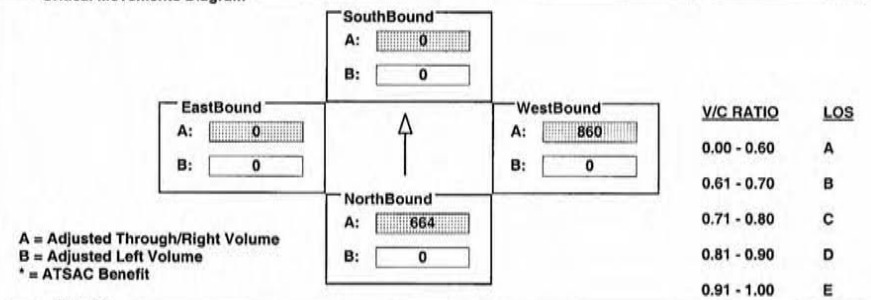 SouthBound
A: 0
B: 0
EastBound
A: 0
B: 0
WestBound
A: 860
B: 0
NorthBound
A: 664
B: 0
A = Adjusted Through/Right Volume
B = Adjusted Left Volume
* = ATSAC Benefit
V/C RATIO LOS
0.00 - 0.60 A
0.61 - 0.70 B
0.71 - 0.80 C
0.81 - 0.90 D
0.91 - 1.00 E